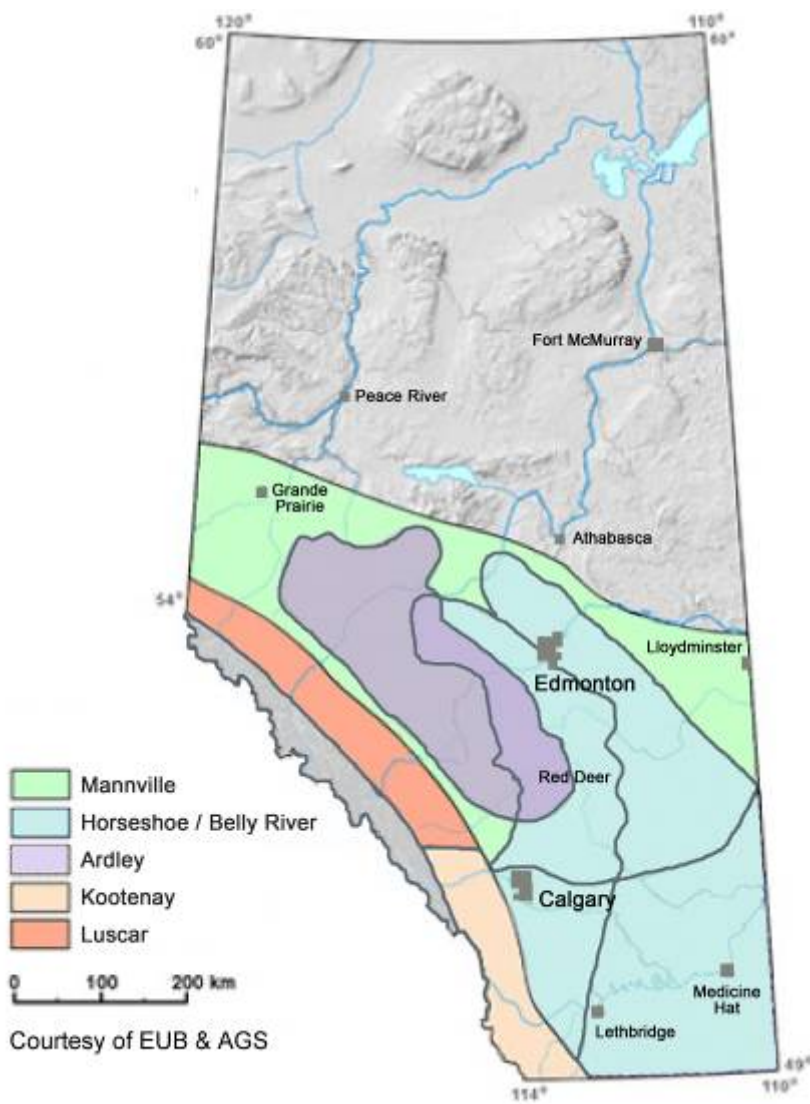 120°
60°
110°
60°
Fort McMurray
Peace River
Grande
Prairie
Athabasca
54°
Lloydminster
Edmonton
Red Deer
Mannville
Horseshoe / Belly River
Ardley
Kootenay
Luscar
Calgary
0 100 200 km
Medicine
Hat
Lethbridge
Courtesy of EUB & AGS
49°
110°
114°